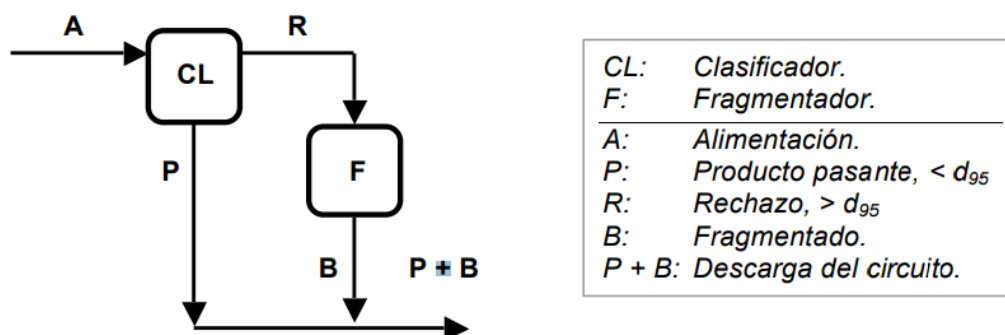 A
R
CL
P
F
B
P + B
CL: Clasificador.
F: Fragmentador.
A: Alimentación.
P: Producto pasante, < d95
R: Rechazo, > d95
B: Fragmentado.
P + B: Descarga del circuito.